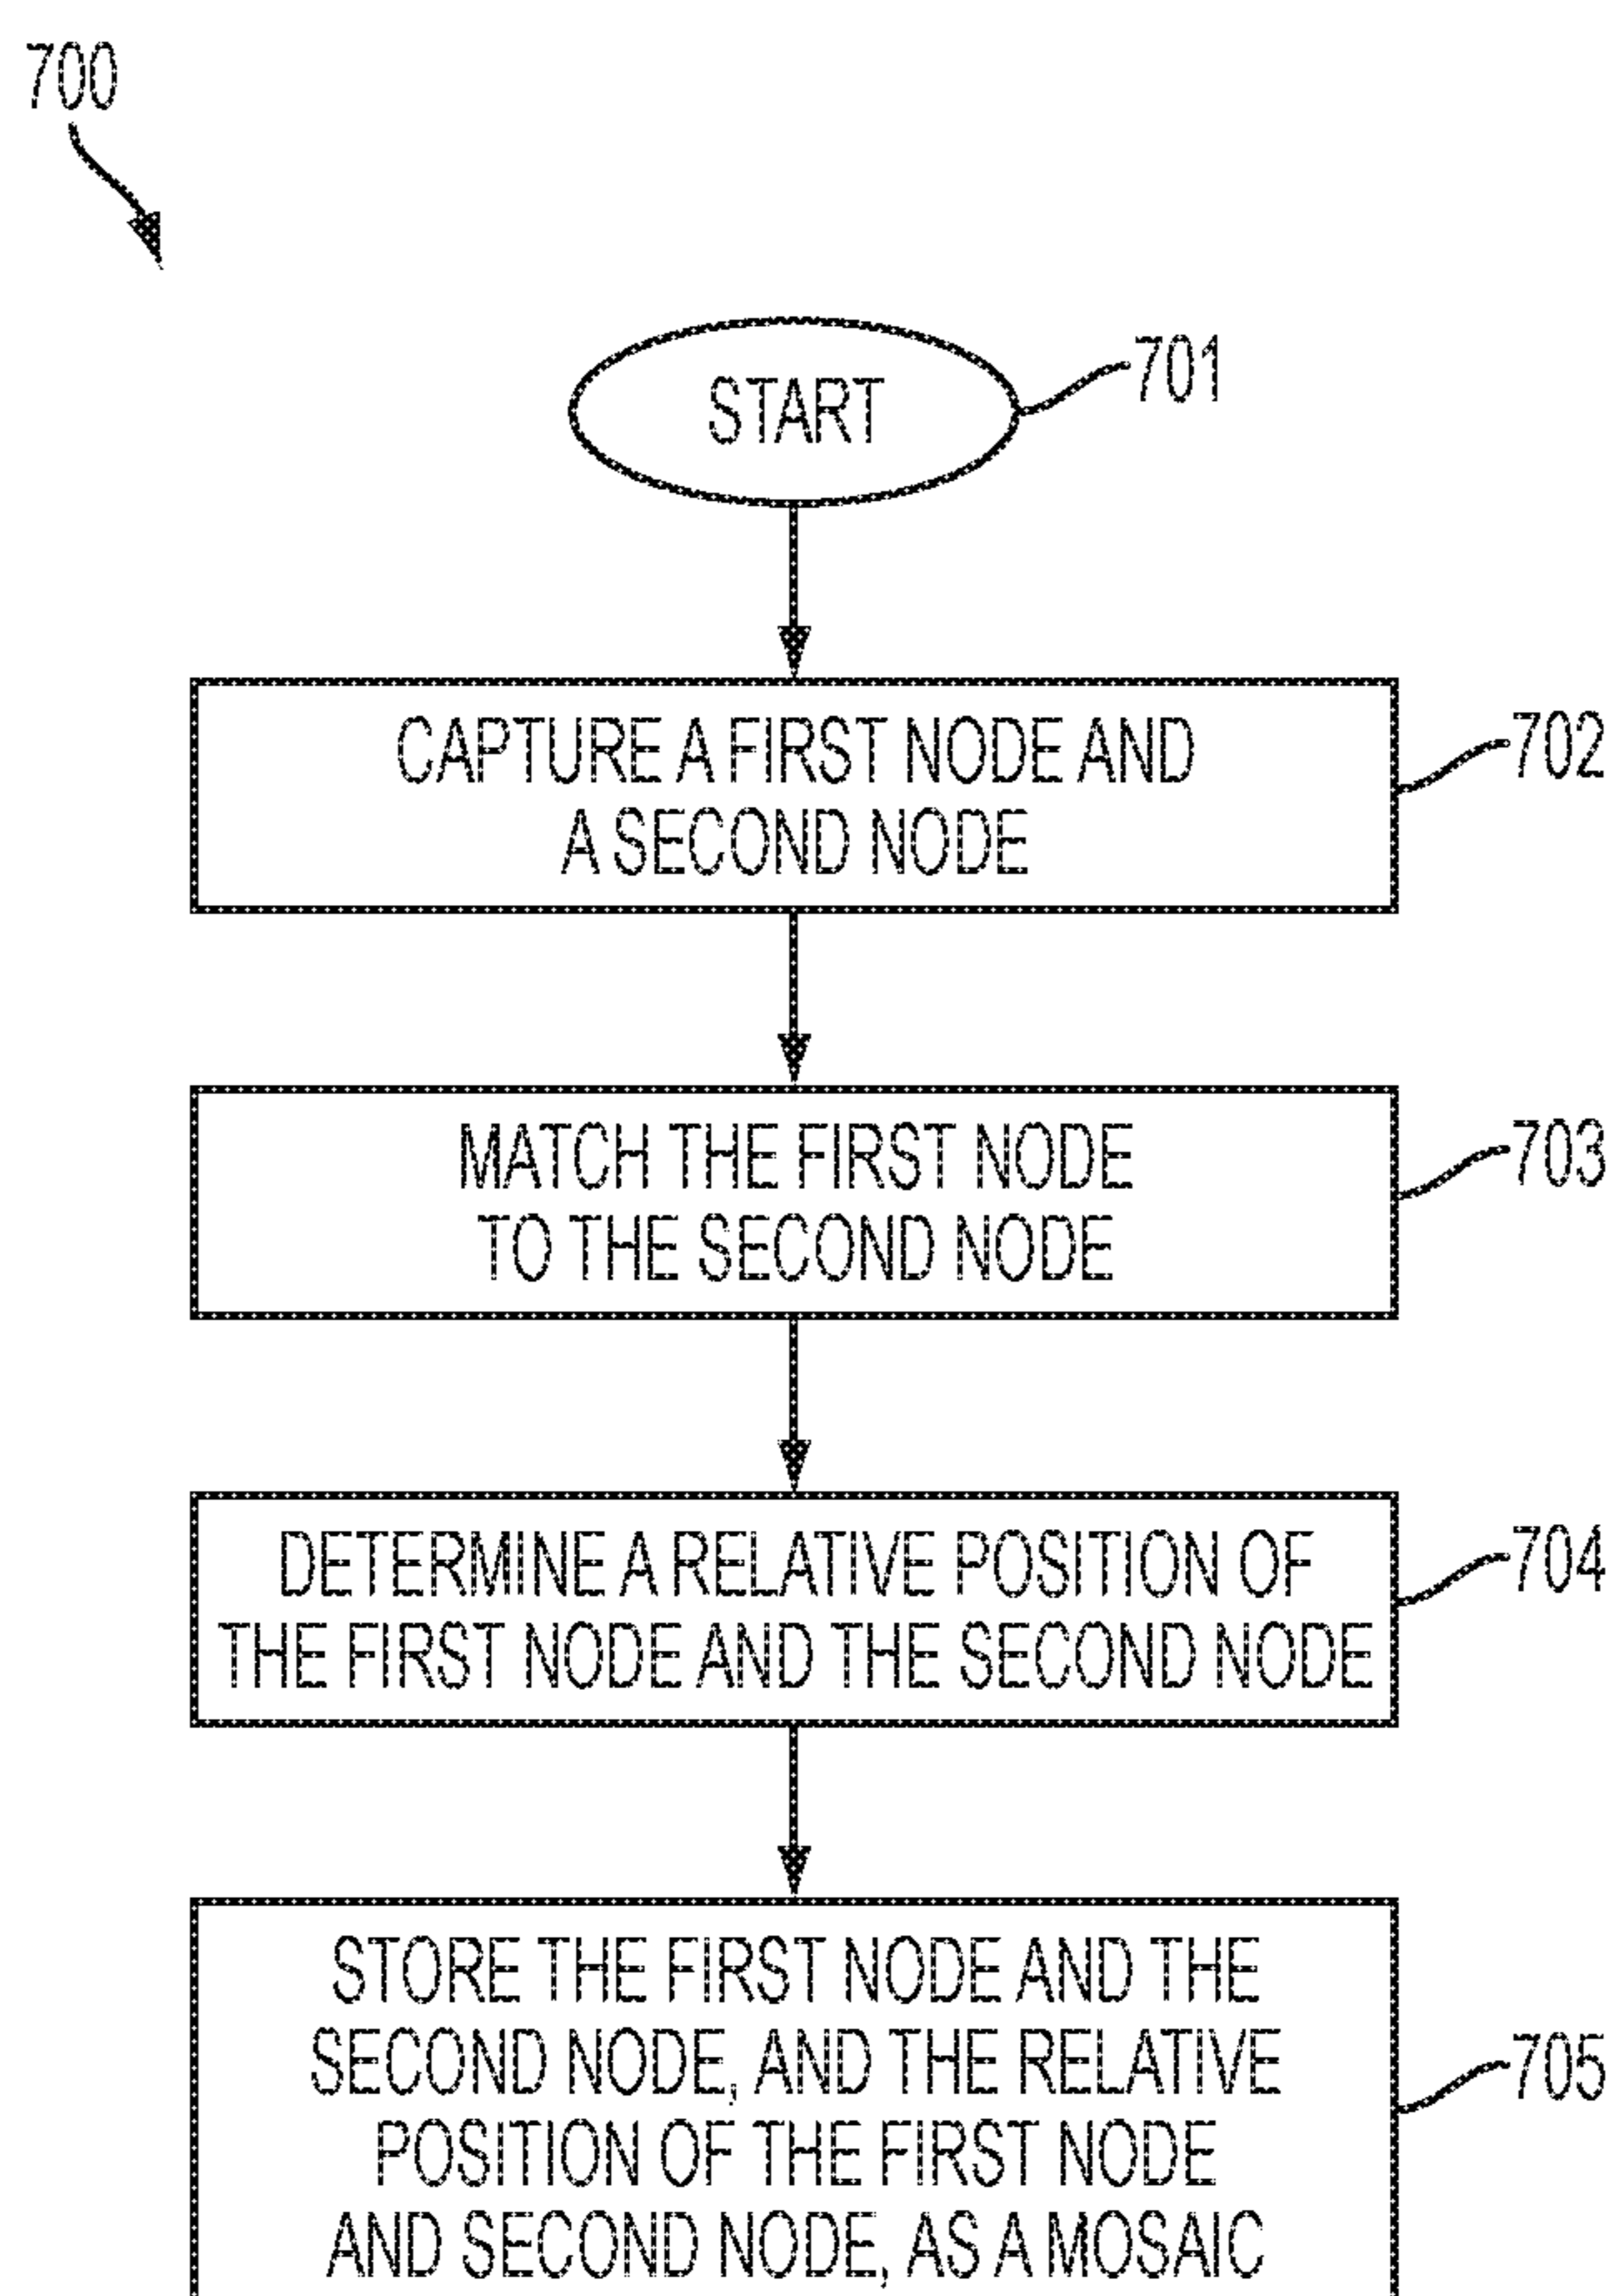 700
START
701
CAPTURE A FIRST NODE AND
A SECOND NODE
702
MATCH THE FIRST NODE
TO THE SECOND NODE
703
DETERMINE A RELATIVE POSITION OF
THE FIRST NODE AND THE SECOND NODE
704
STORE THE FIRST NODE AND THE
SECOND NODE, AND THE RELATIVE
POSITION OF THE FIRST NODE
AND SECOND NODE, AS A MOSAIC
705